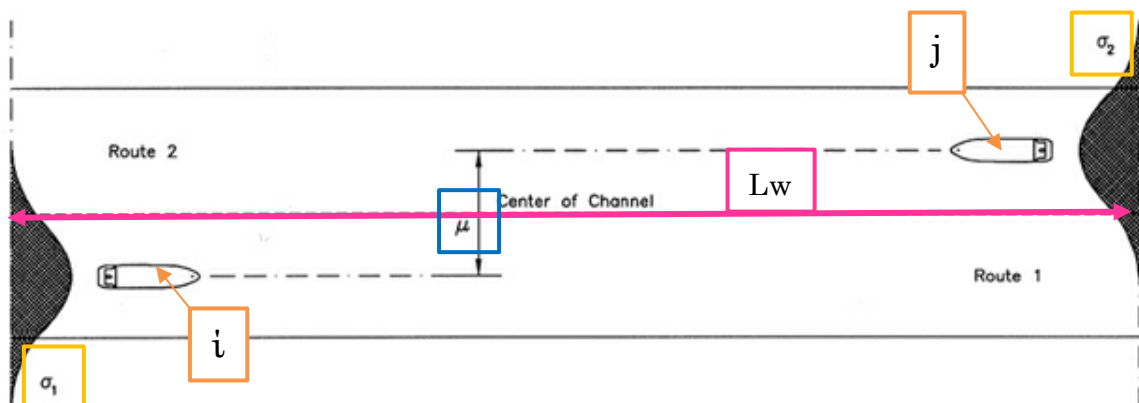 σ₂
j
Route 2
Lw
Center of Channel
μ
Route 1
i
σ₁